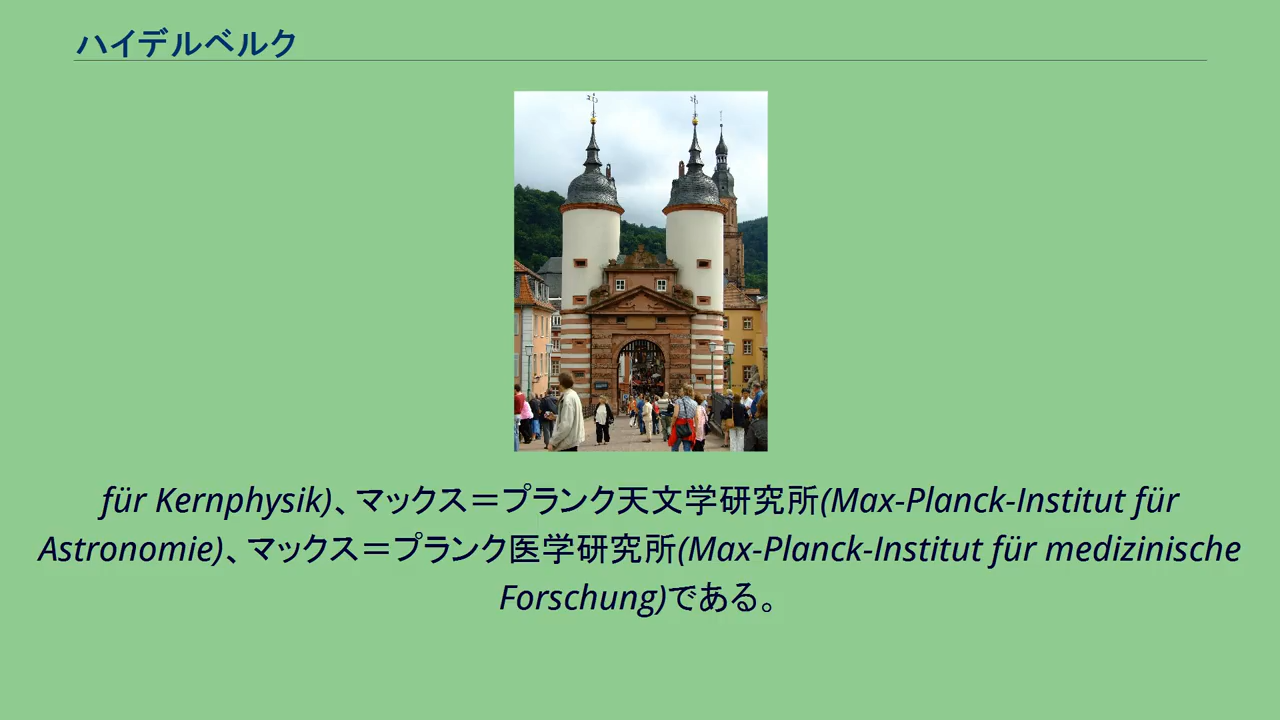 ハイデルベルク
für Kernphysik)、マックス＝プランク天文学研究所(Max-Planck-Institut für
Astronomie)、マックス＝プランク医学研究所(Max-Planck-Institut für medizinische
Forschung)である。